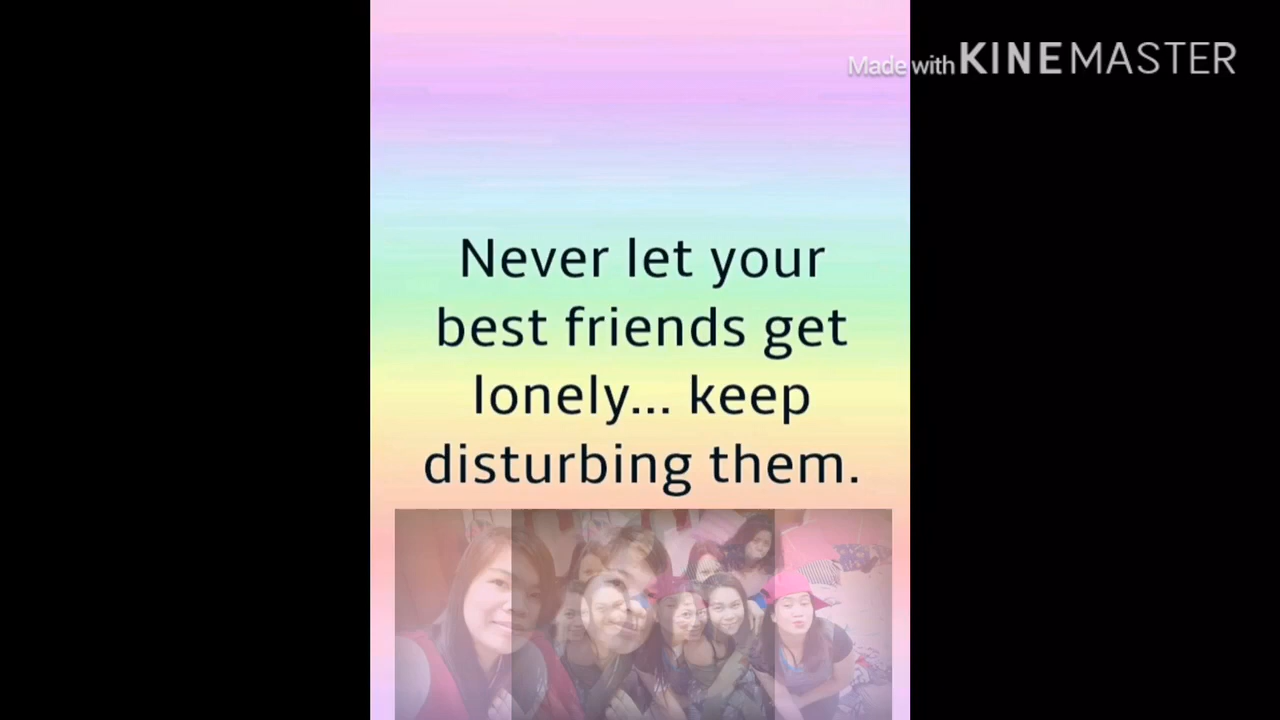 Made with KINEMASTER
Never let your
best friends get
lonely... keep
disturbing them.